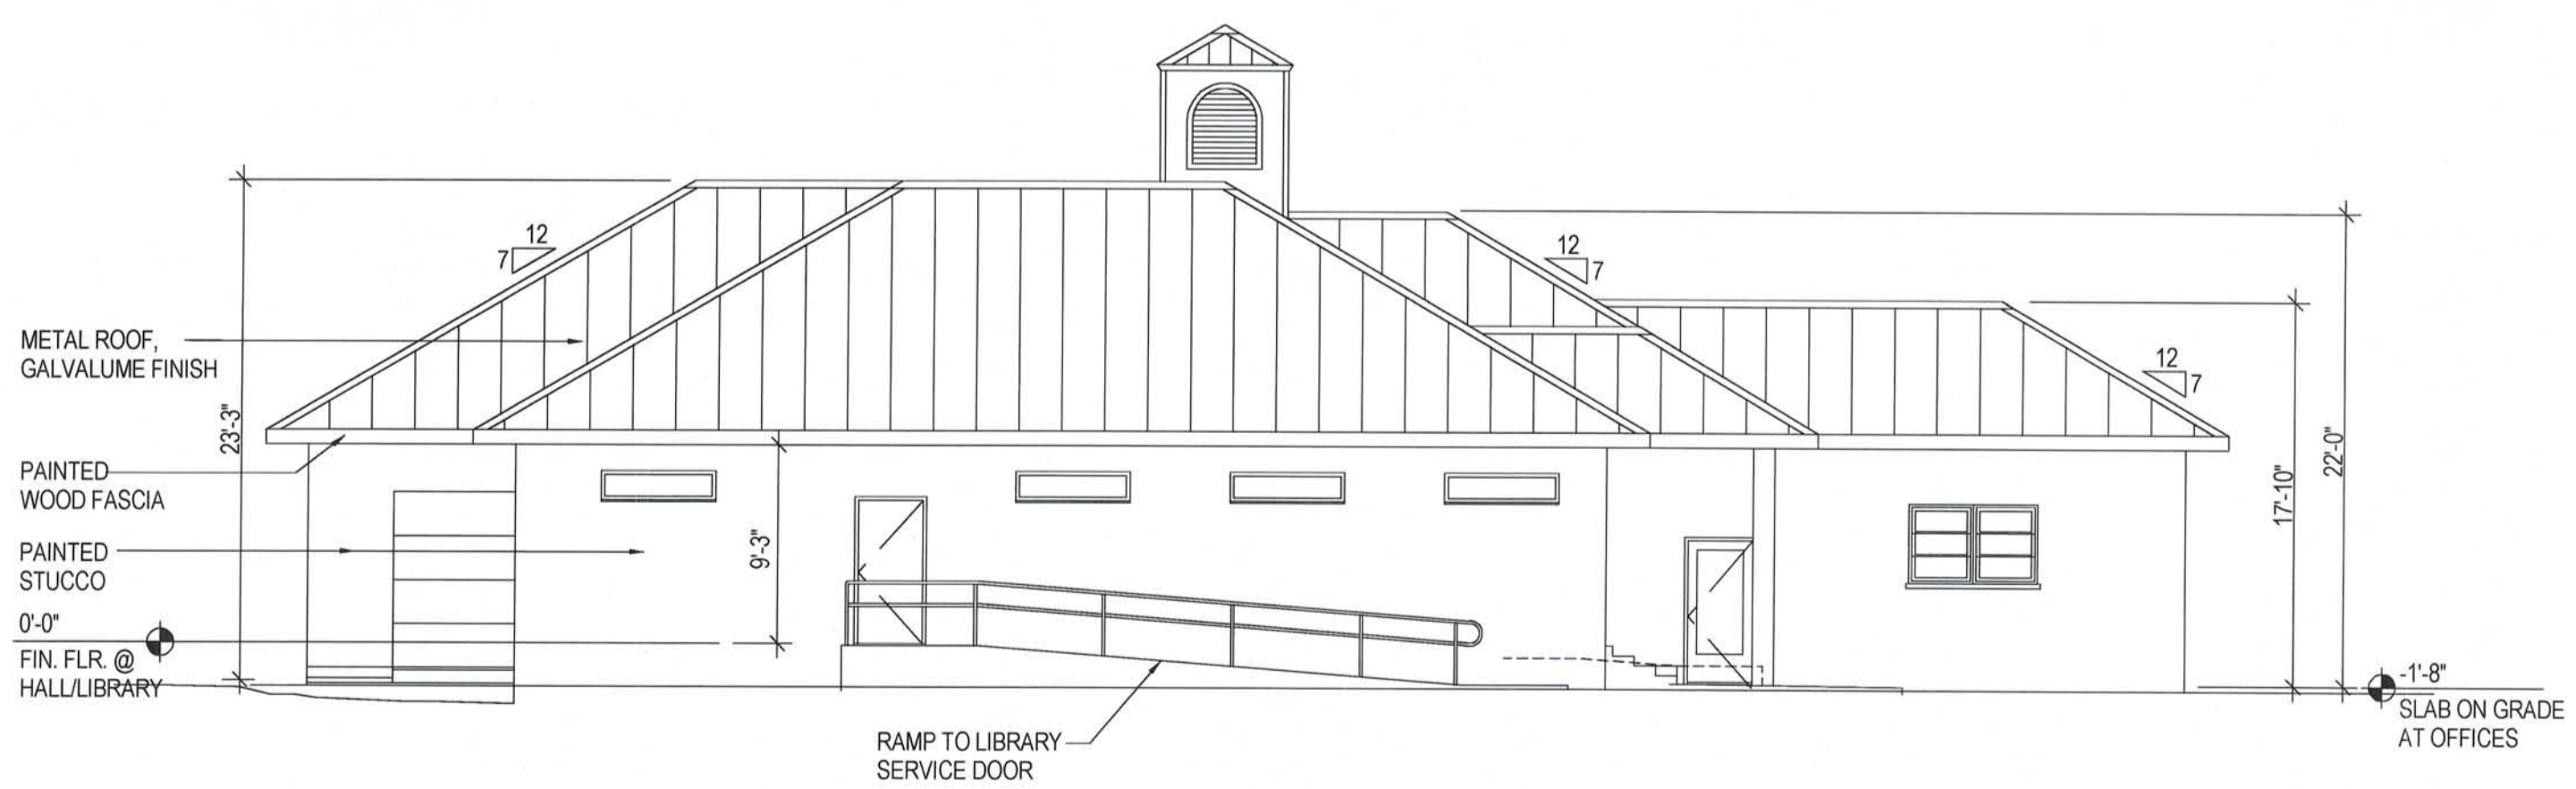 12
7
12
7
METAL ROOF,
GALVALUME FINISH
12
7
23'-3"
PAINTED
WOOD FASCIA
22'-0"
17'-10"
9'-3"
PAINTED
STUCCO
0'-0"
FIN. FLR. @
HALL/LIBRARY
-1'-8"
SLAB ON GRADE
AT OFFICES
RAMP TO LIBRARY
SERVICE DOOR